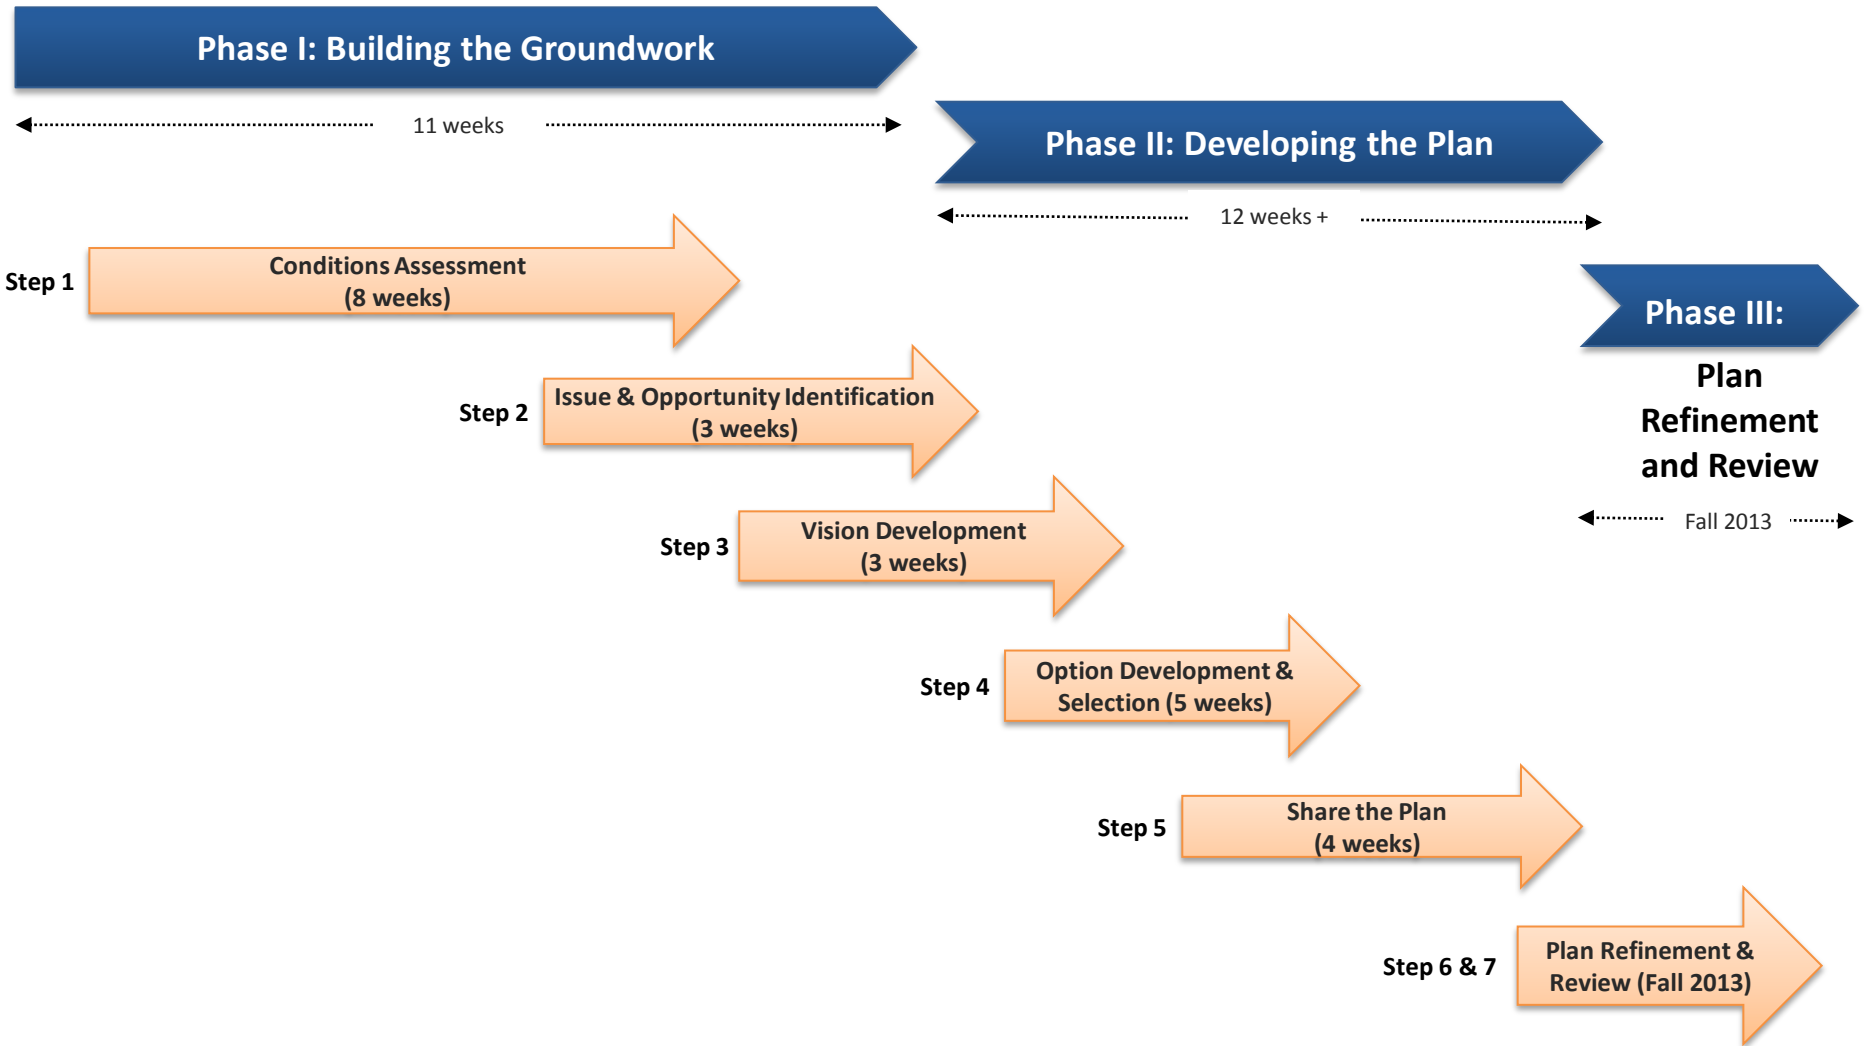 Phase I: Building the Groundwork
11 weeks
Phase II: Developing the Plan
12 weeks +
Step 1
Conditions Assessment
(8 weeks)
Phase III:
Plan
Refinement
and Review
Fall 2013
Step 2
Issue & Opportunity Identification
(3 weeks)
Step 3
Vision Development
(3 weeks)
Step 4
Option Development &
Selection (5 weeks)
Step 5
Share the Plan
(4 weeks)
Step 6 & 7
Plan Refinement &
Review (Fall 2013)